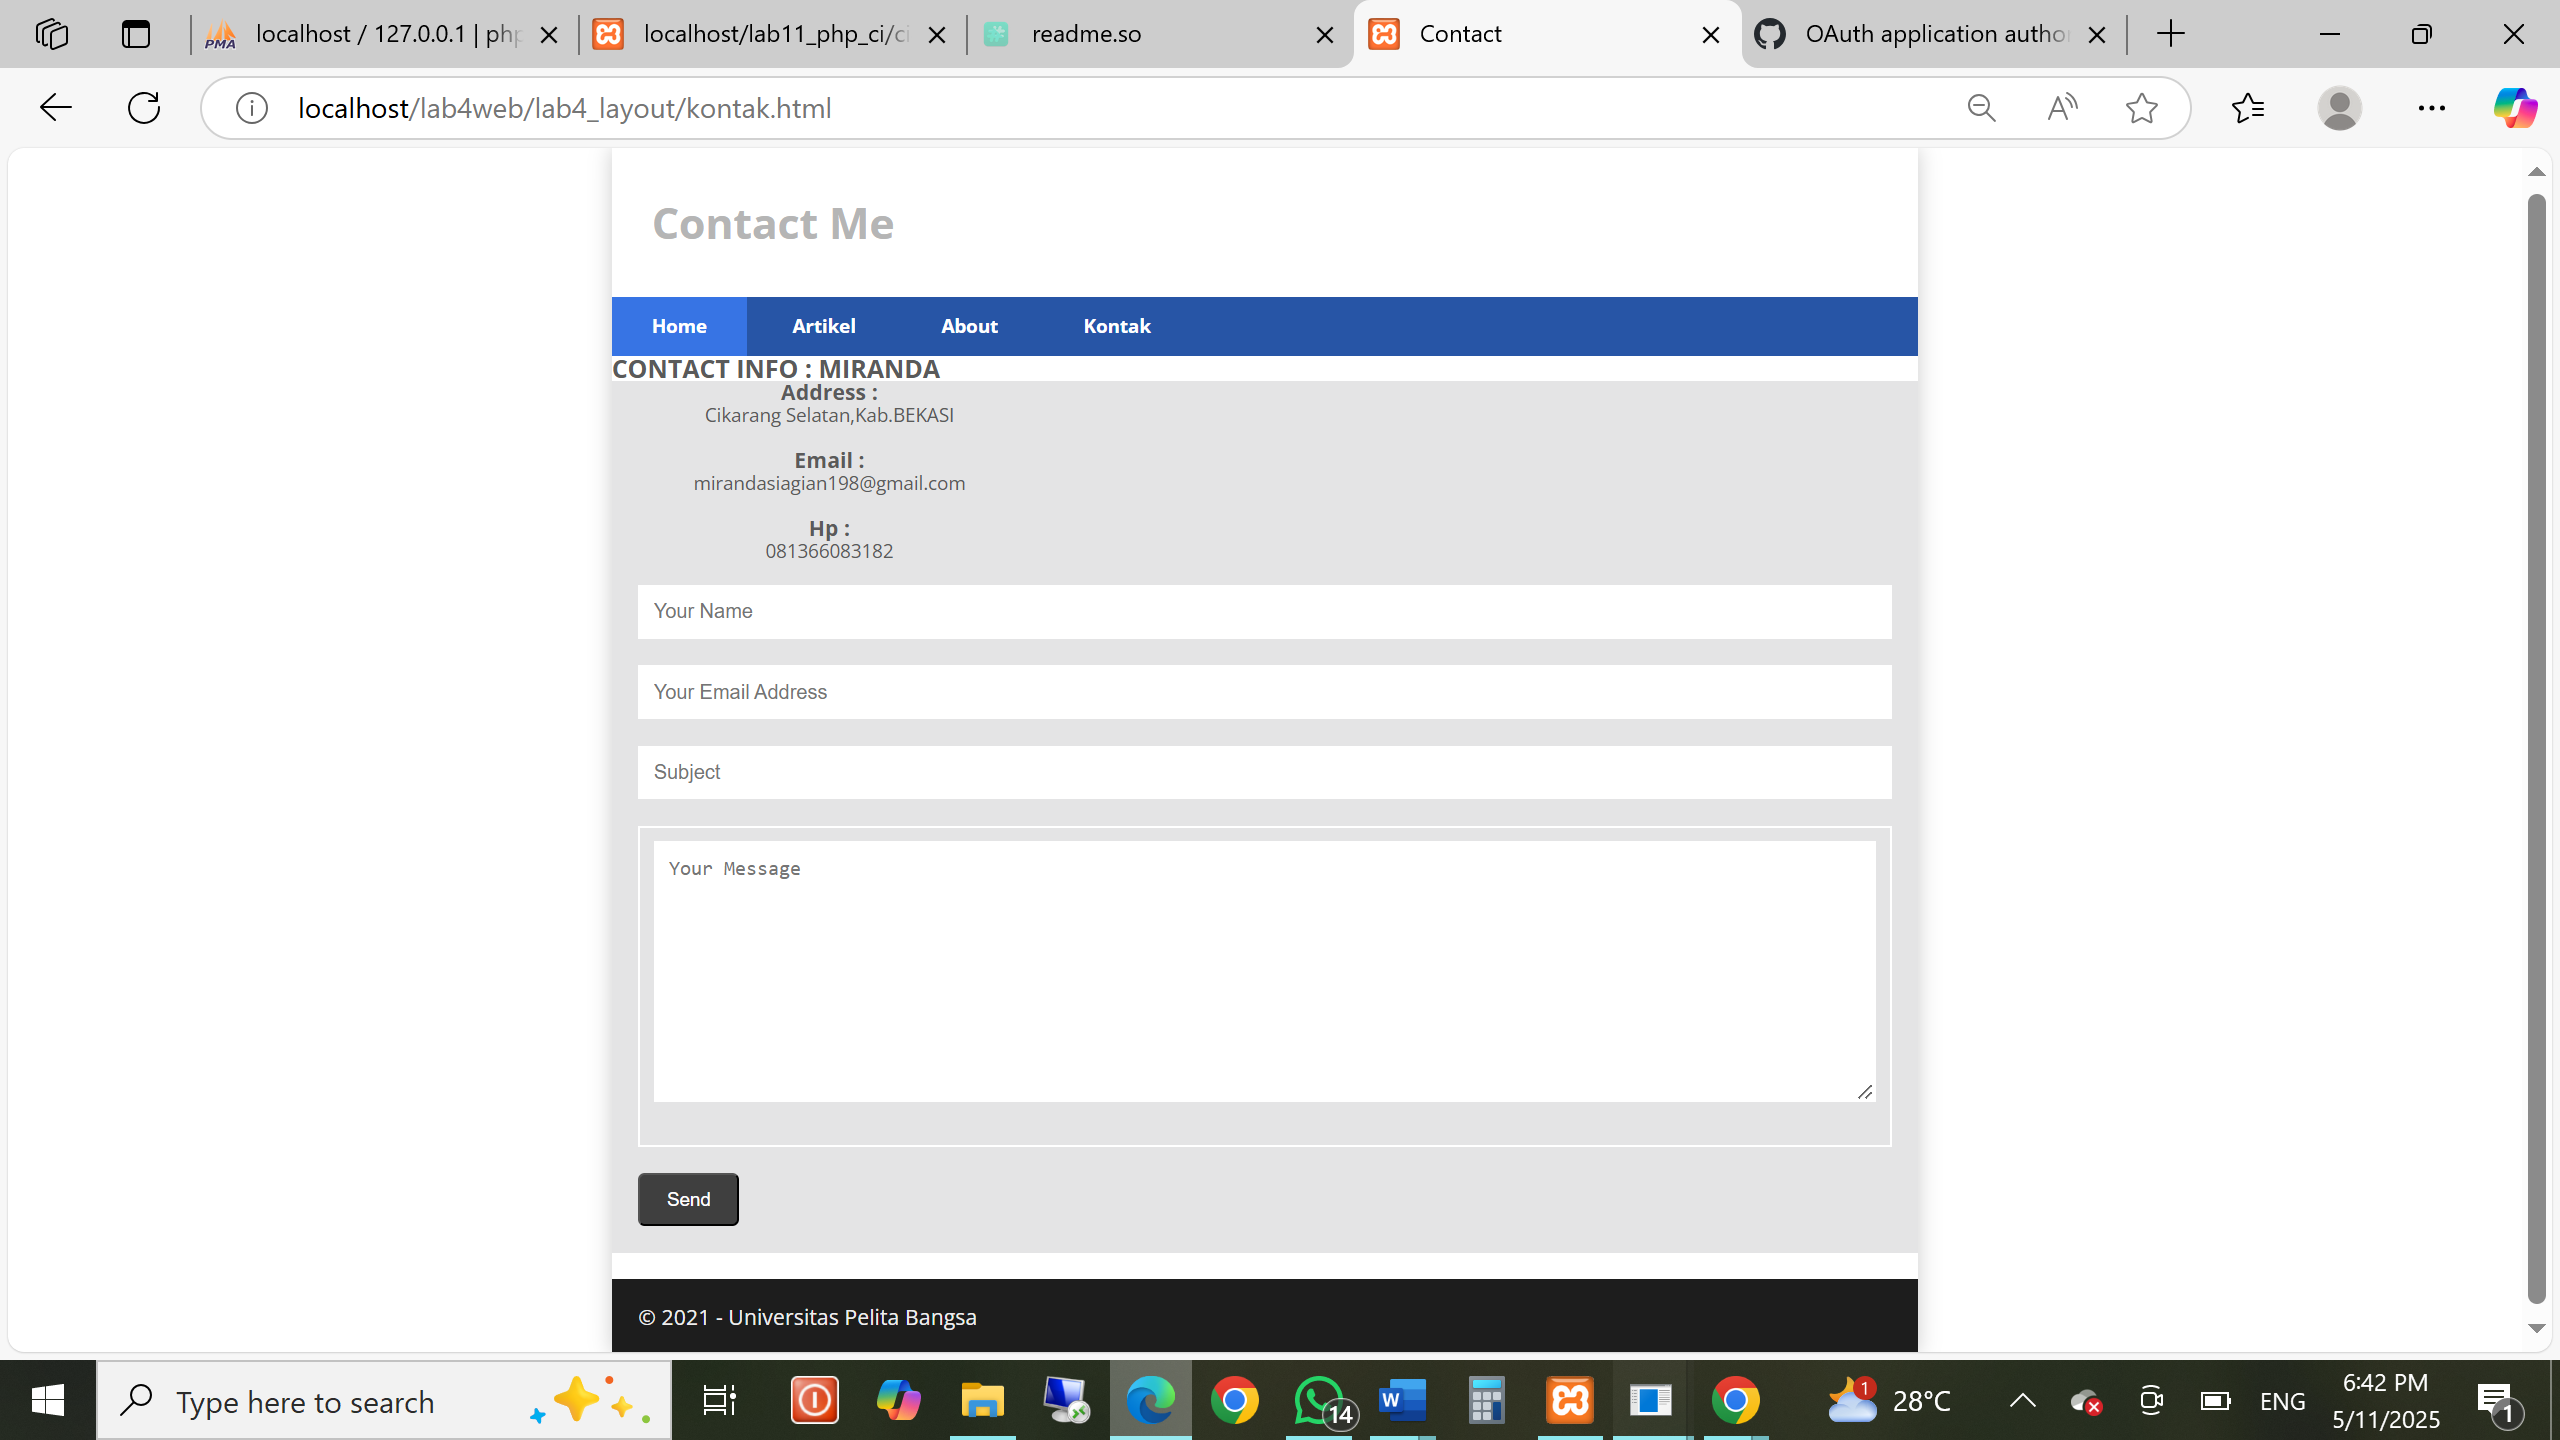 localhost / 127.0.0.1 | php
localhost/lab11_php_ci/ci
readme.so
Contact
OAuth application author
localhost/lab4web/lab4_layout/kontak.html
Contact Me
Home Artikel About Kontak
CONTACT INFO : MIRANDA
Address :
Cikarang Selatan,Kab.BEKASI
Email :
mirandasiagian198@gmail.com
Hp :
081366083182
Your Name
Your Email Address
Subject
Your Message
Send
© 2021 - Universitas Pelita Bangsa
Type here to search
14
1
28°C
ENG
6:42 PM
5/11/2025
1